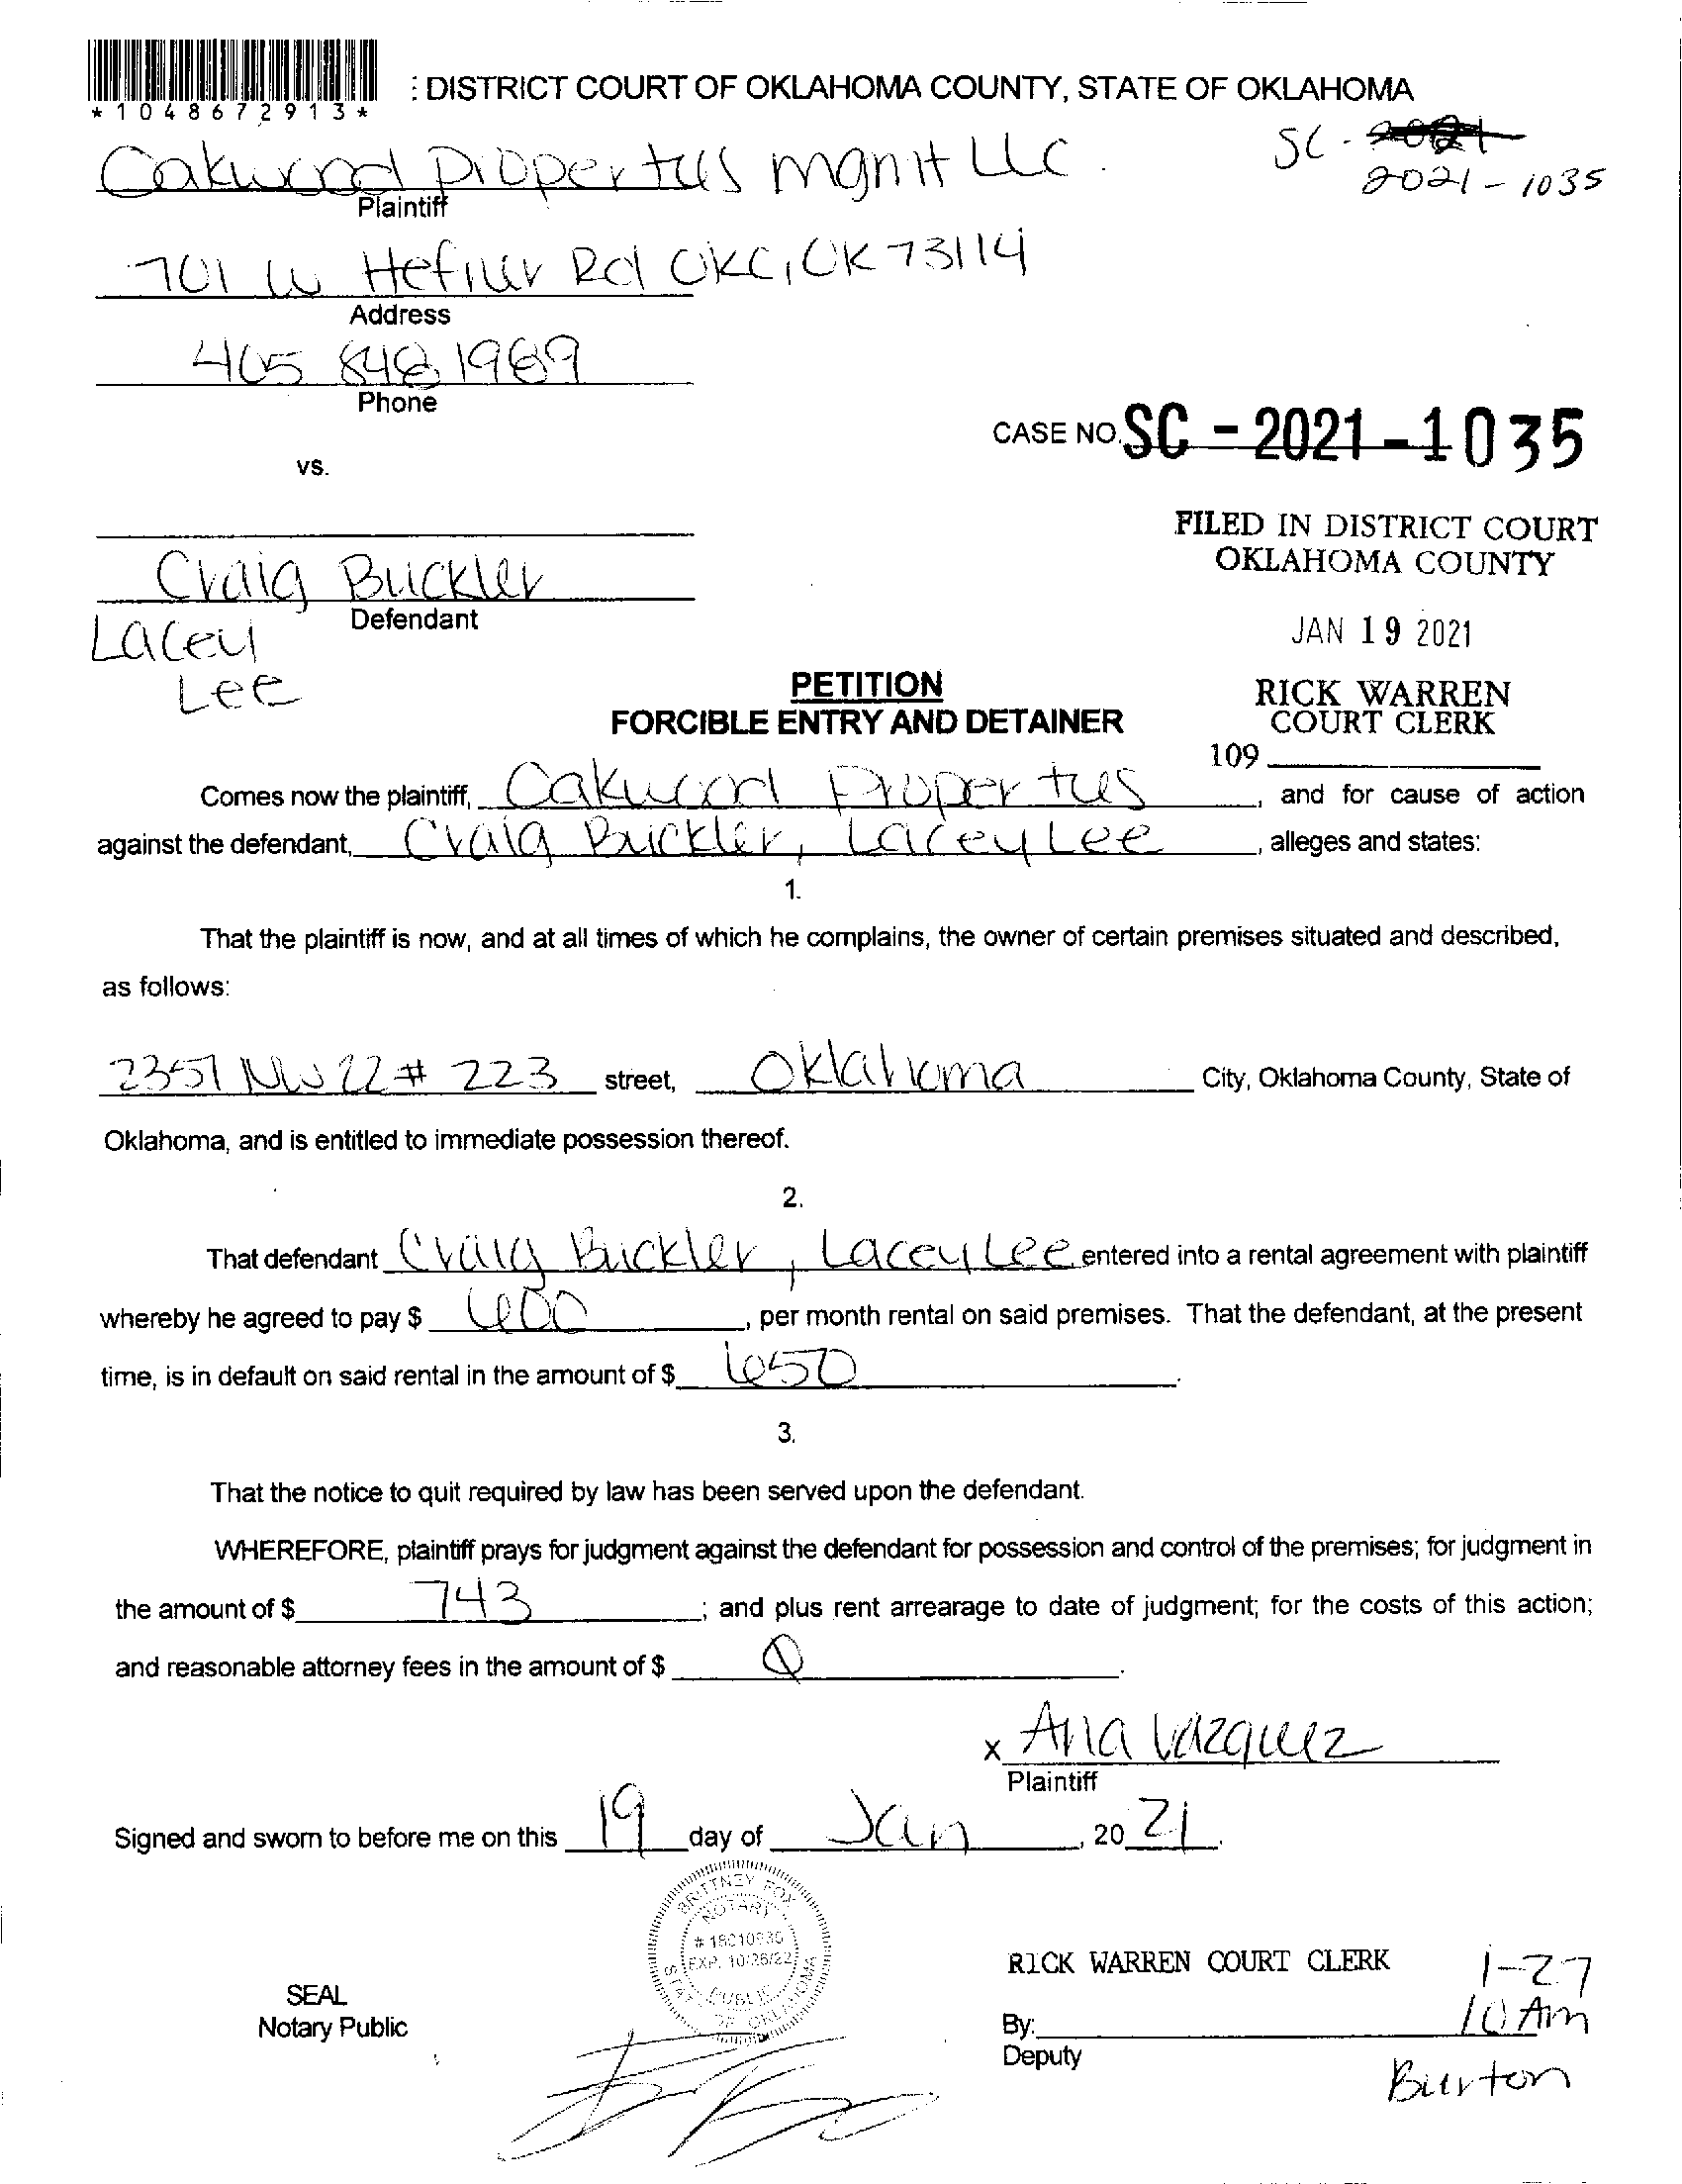 *1048672913*
: DISTRICT COURT OF OKLAHOMA COUNTY, STATE OF OKLAHOMA
SC - 2021
2021 - 1035
Oakwood Properties mgmt LLC.
Plaintiff
701 W Hefner Rd OKC, OK 73114
Address
405 848 1989
Phone
CASE NO. SC - 2021 - 1035
vs.
FILED IN DISTRICT COURT
OKLAHOMA COUNTY
Craig Buckler
Defendant
Lacey
Lee
JAN 19 2021
PETITION
FORCIBLE ENTRY AND DETAINER
RICK WARREN
COURT CLERK
109
Comes now the plaintiff, Oakwood Properties, and for cause of action
against the defendant, Craig Buckler, Lacey Lee, alleges and states:
1.
That the plaintiff is now, and at all times of which he complains, the owner of certain premises situated and described,
as follows:
2357 NW 22 # 223 street, Oklahoma City, Oklahoma County, State of
Oklahoma, and is entitled to immediate possession thereof.
2.
That defendant Craig Buckler, Lacey Lee entered into a rental agreement with plaintiff
whereby he agreed to pay $ 600, per month rental on said premises. That the defendant, at the present
time, is in default on said rental in the amount of $ 650.
3.
That the notice to quit required by law has been served upon the defendant.
WHEREFORE, plaintiff prays for judgment against the defendant for possession and control of the premises; for judgment in
the amount of $ 743; and plus rent arrearage to date of judgment; for the costs of this action;
and reasonable attorney fees in the amount of $ 0.
x Ana Vazquez
Plaintiff
Signed and sworn to before me on this 19 day of Jan, 20 21.
BRITTNEY FOX
NOTARY
EXP. 10/26/22
PUBLIC
STATE OF OKLAHOMA
SEAL
Notary Public
RICK WARREN COURT CLERK
1-27
10 Am
By:
Deputy
Burton